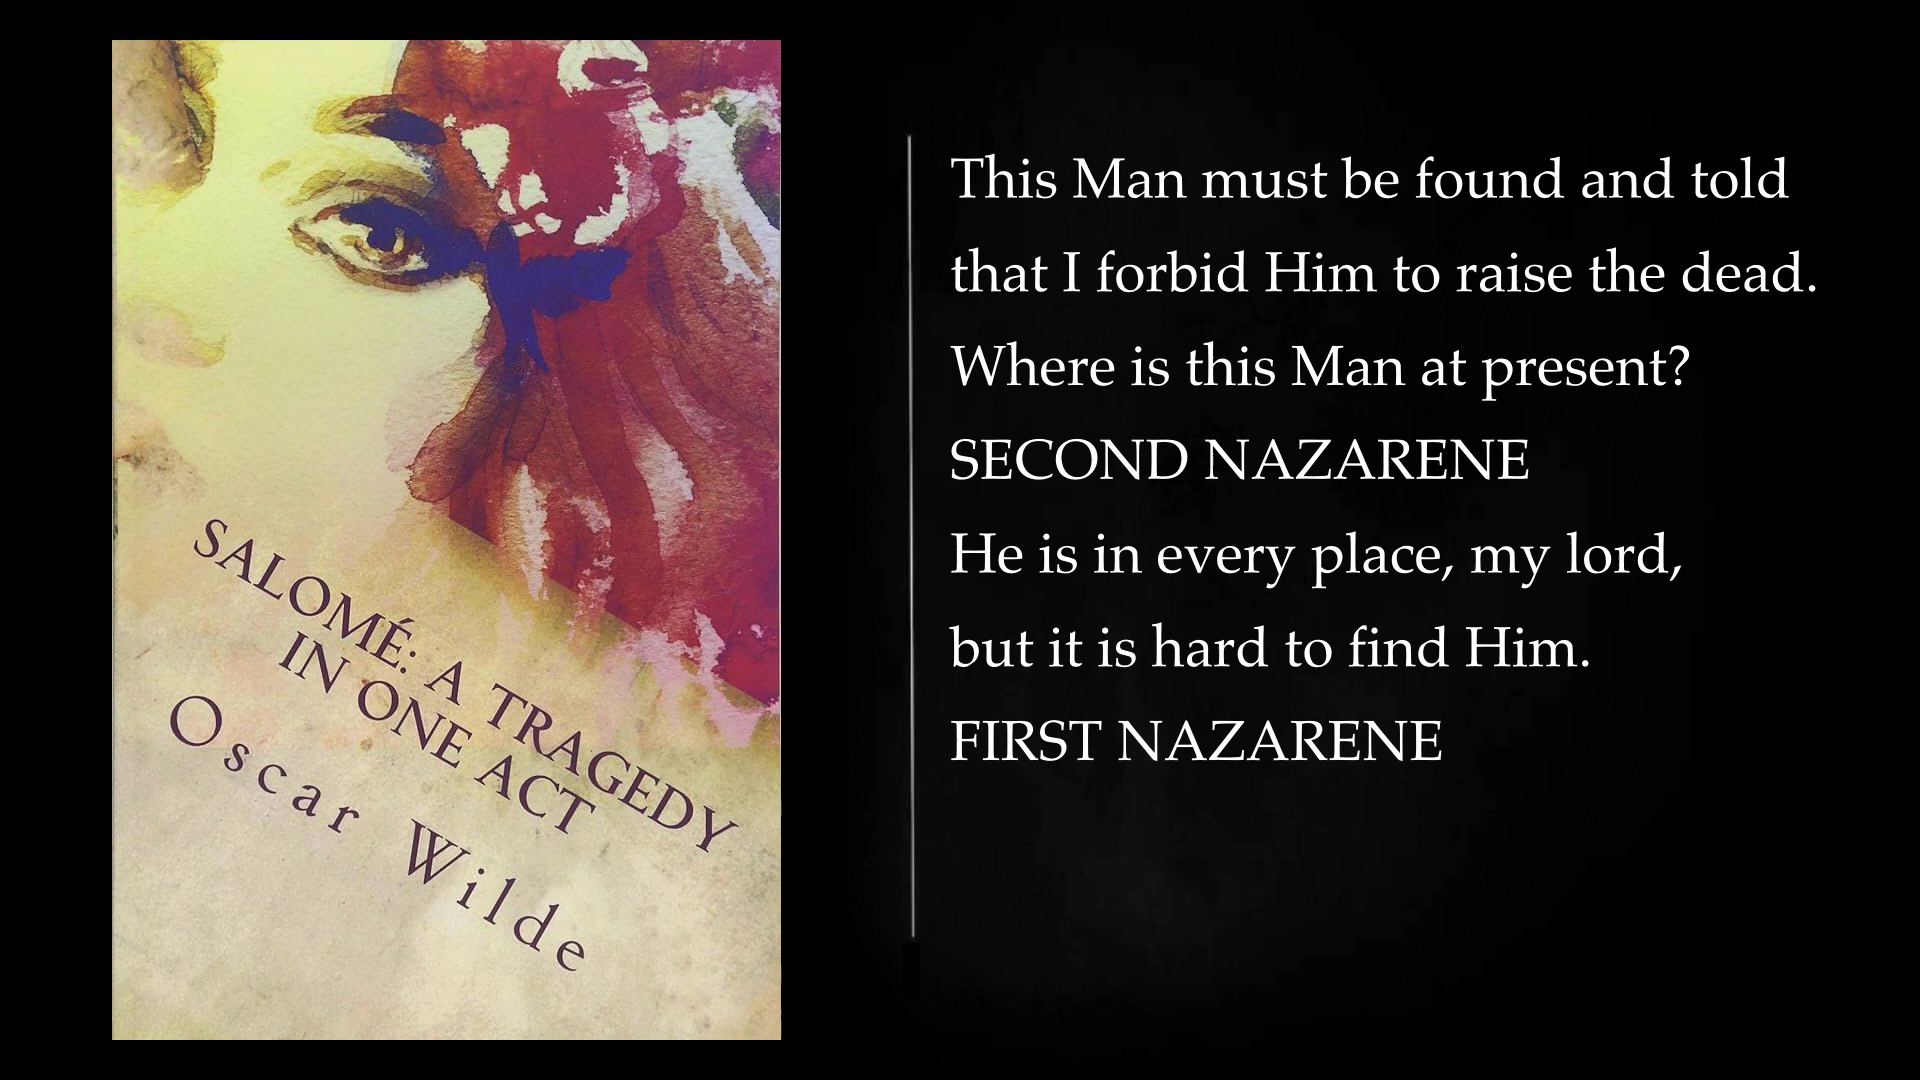 SALOMÉ: A TRAGEDY
IN ONE ACT
Oscar Wilde
This Man must be found and told
that I forbid Him to raise the dead.
Where is this Man at present?
SECOND NAZARENE
He is in every place, my lord,
but it is hard to find Him.
FIRST NAZARENE